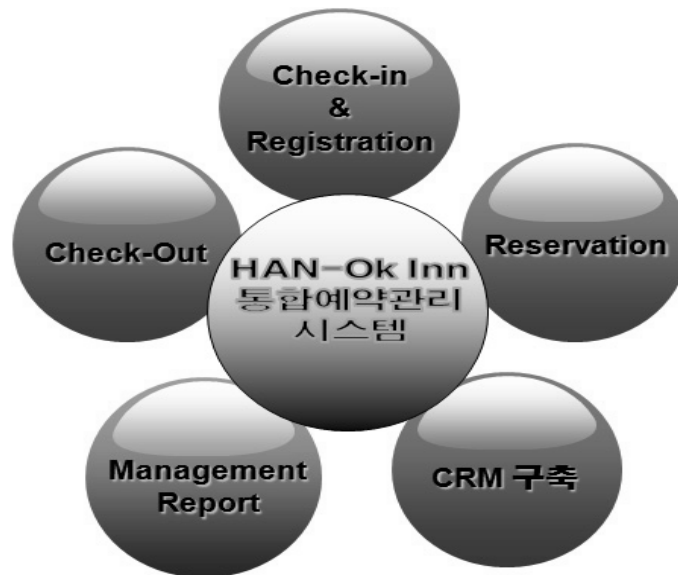 Check-in
&
Registration
Check-Out
Reservation
HAN-Ok Inn
통합예약관리
시스템
Management
Report
CRM 구축